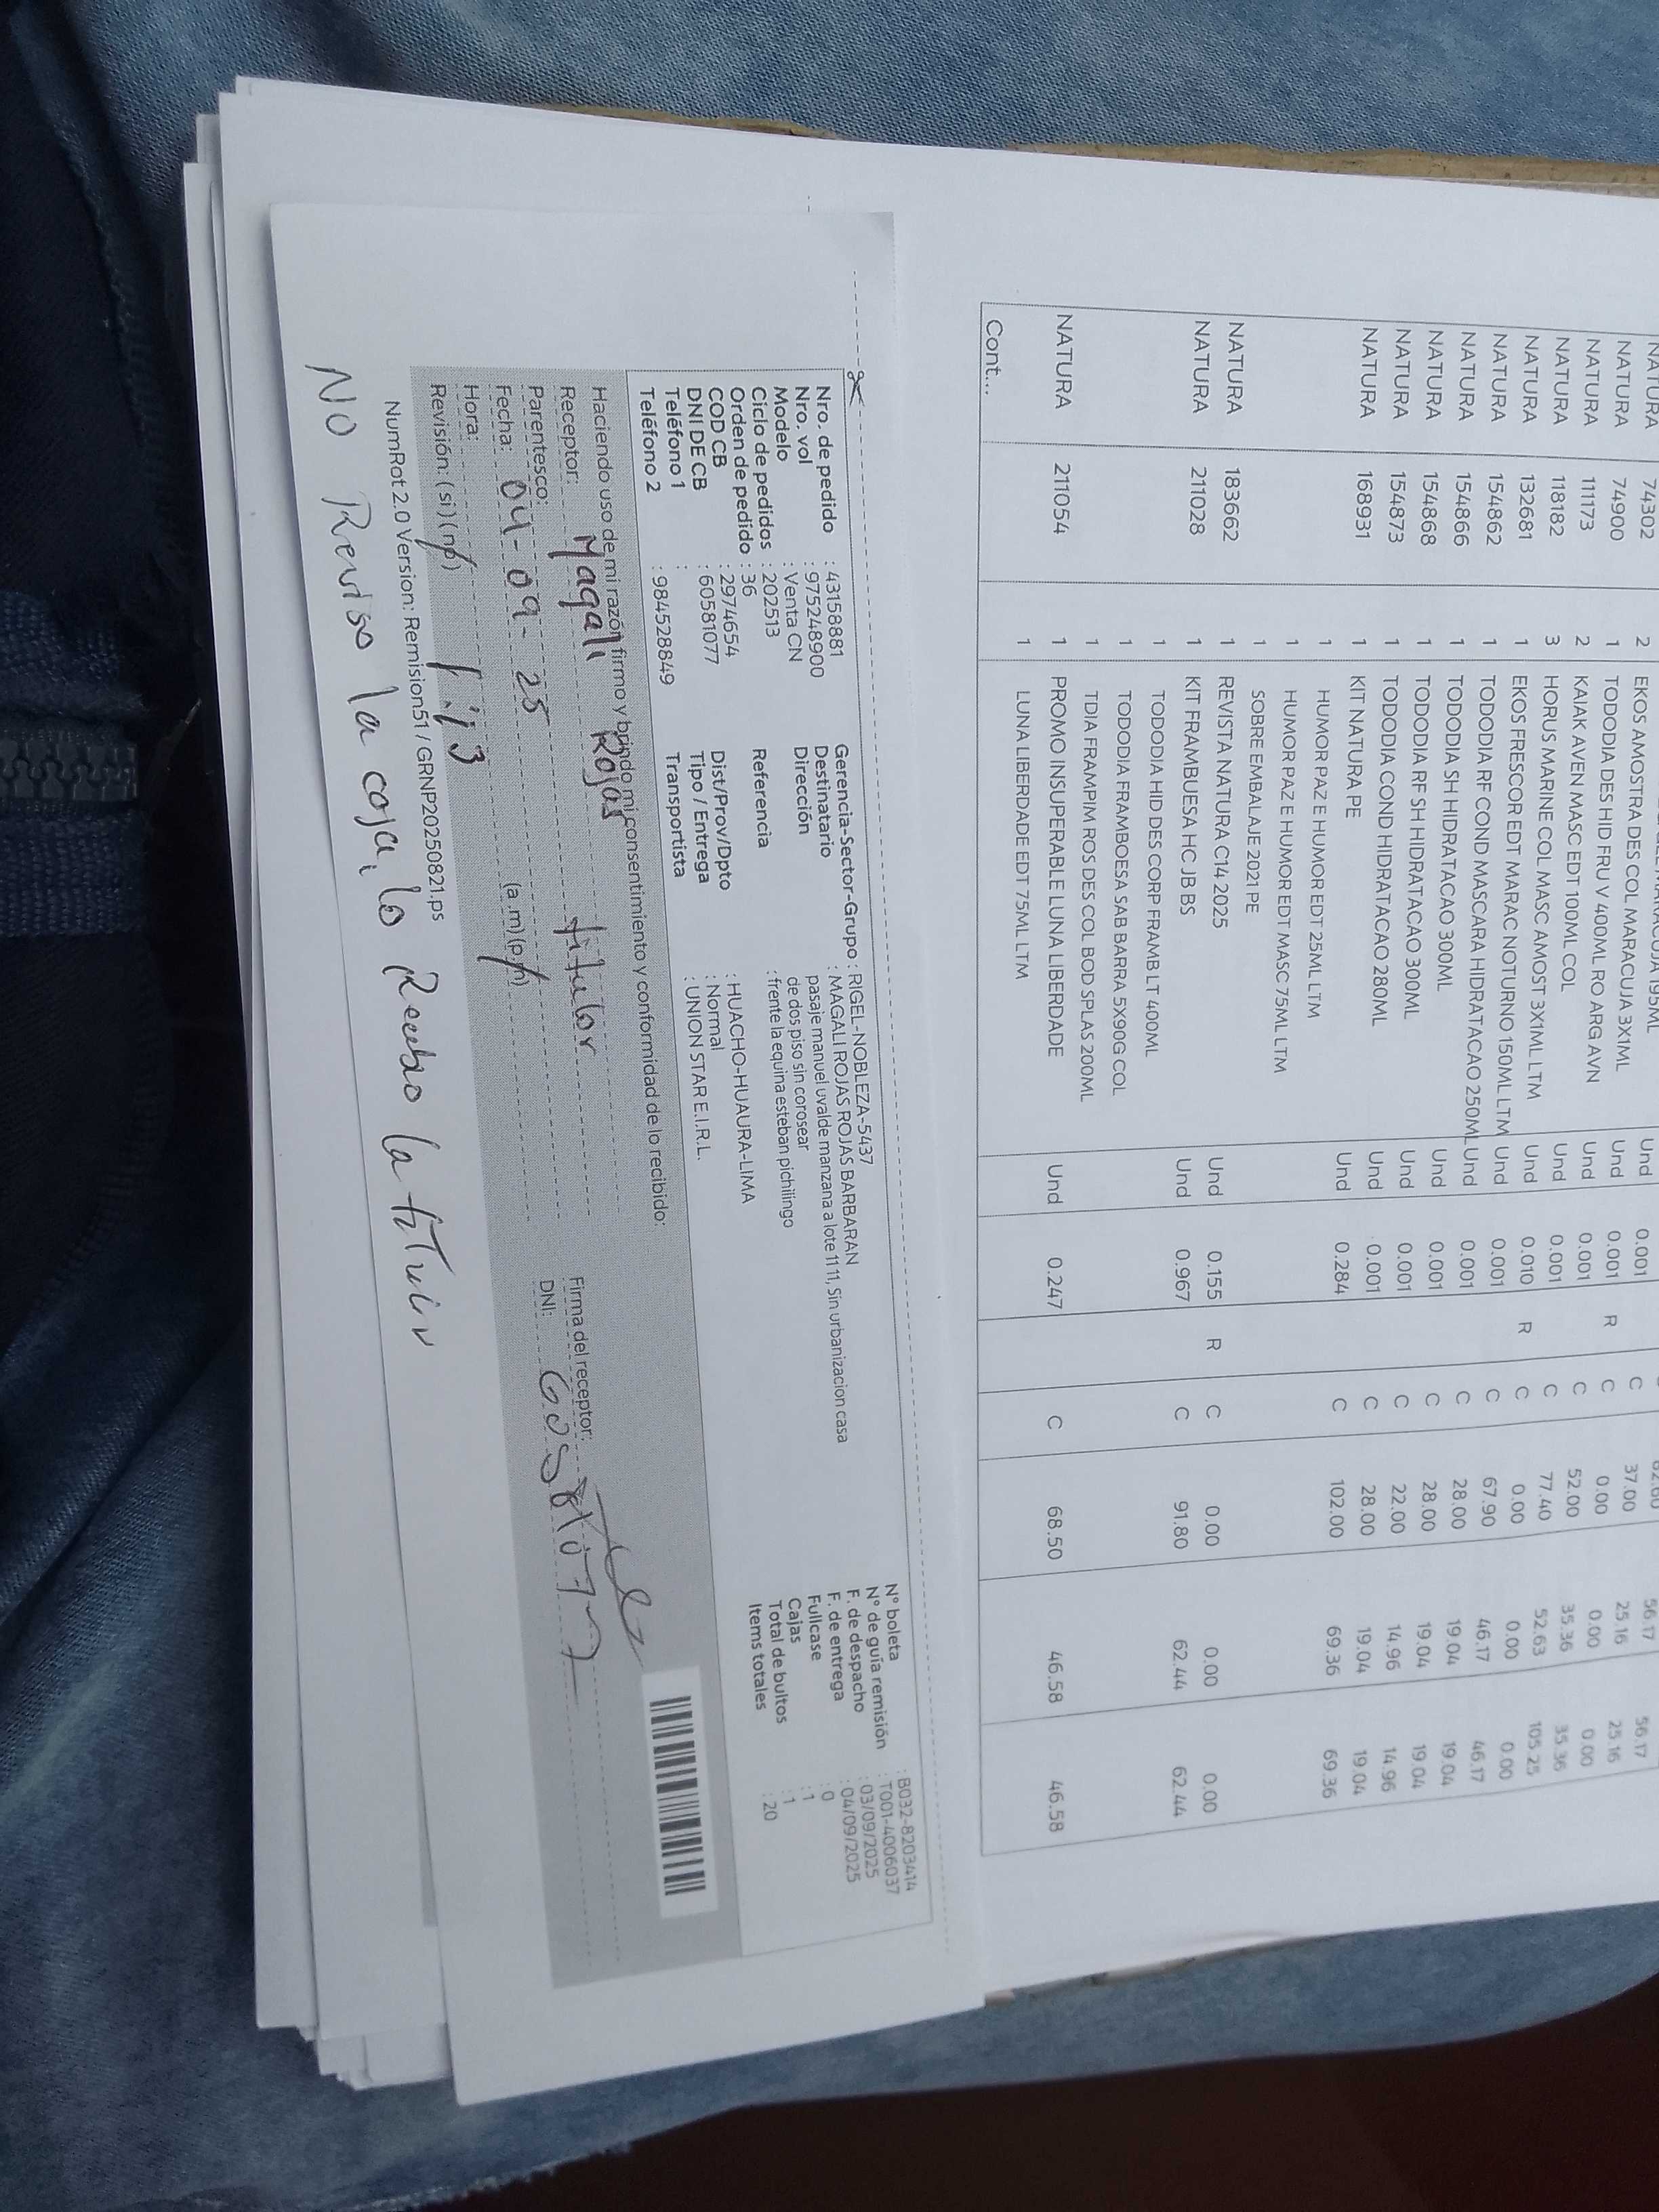 NATURA 74302 2 EKOS AMOSTRA DES COL MARACUJA 3X1ML Und 0.001 C 37.00 25.16 25.16
NATURA 74900 1 TODODIA DES HID FRU V 400ML RO ARG AVN Und 0.001 R C 0.00 0.00 0.00
NATURA 111173 2 KAIAK AVEN MASC EDT 100ML COL Und 0.001 C 52.00 35.36 35.36
NATURA 118182 3 HORUS MARINE COL MASC AMOST 3X1ML LTM Und 0.001 C 77.40 52.63 105.25
NATURA 132681 1 EKOS FRESCOR EDT MARAC NOTURNO 150ML LTM Und 0.010 R C 0.00 0.00 0.00
NATURA 154862 1 TODODIA RF COND MASCARA HIDRATACAO 250ML Und 0.001 C 67.90 46.17 46.17
NATURA 154866 1 TODODIA SH HIDRATACAO 300ML Und 0.001 C 28.00 19.04 19.04
NATURA 154868 1 TODODIA RF SH HIDRATACAO 300ML Und 0.001 C 28.00 19.04 19.04
NATURA 154873 1 TODODIA COND HIDRATACAO 280ML Und 0.001 C 22.00 14.96 14.96
NATURA 168931 1 KIT NATURA PE Und 0.001 C 28.00 19.04 19.04
1 HUMOR PAZ E HUMOR EDT 25ML LTM Und 0.284 C 102.00 69.36 69.36
1 HUMOR PAZ E HUMOR EDT MASC 75ML LTM
1 SOBRE EMBALAJE 2021 PE
NATURA 183662 1 REVISTA NATURA C14 2025 Und 0.155 R C 0.00 0.00 0.00
NATURA 211028 1 KIT FRAMBUESA HC JB BS Und 0.967 C 91.80 62.44 62.44
1 TODODIA HID DES CORP FRAMB LT 400ML
1 TODODIA FRAMBOESA SAB BARRA 5X90G COL
1 TDIA FRAMP/M ROS DES COL BOD SPLAS 200ML
NATURA 211054 1 PROMO INSUPERABLE LUNA LIBERDADE Und 0.247 C 68.50 46.58 46.58
1 LUNA LIBERDADE EDT 75ML LTM
Cont...
Nro. de pedido : 43158881
Nro. vol : 975248900
Modelo : Venta CN
Ciclo de pedidos : 202513
Orden de pedido : 36
COD CB : 2974654
DNI DE CB : 60581077
Teléfono 1 :
Teléfono 2 : 984528849
Gerencia-Sector-Grupo : RIGEL-NOBLEZA-5437
Destinatario : MAGALI ROJAS ROJAS BARBARAN
Dirección pasaje manuel uvalde manzana a lote 11 11, Sin urbanizacion casa
de dos piso sin corosear
Referencia : frente la equina esteban pichilingo
Dist/Prov/Dpto : HUACHO-HUAURA-LIMA
Tipo / Entrega : Normal
Transportista : UNION STAR E.I.R.L.
N° boleta : B032-8203414
N° de guía remisión : T001-4006037
F. de despacho : 03/09/2025
F. de entrega : 04/09/2025
Fullcase : 0
Cajas : 1
Total de bultos : 1
Items totales : 20
Haciendo uso de mi razón firmo y brindo mi consentimiento y conformidad de lo recibido:
Receptor: Magali Rojas
Parentesco: titular
Fecha: 04-09-25
Hora: 1:13 (a.m)(p.m)
Revisión: (si)(no)
Firma del receptor:
DNI: 60581077
NumRot 2.0 Version: Remision51 / GRNP20250821.ps
NO Reviso la caja, lo Recibio la titular